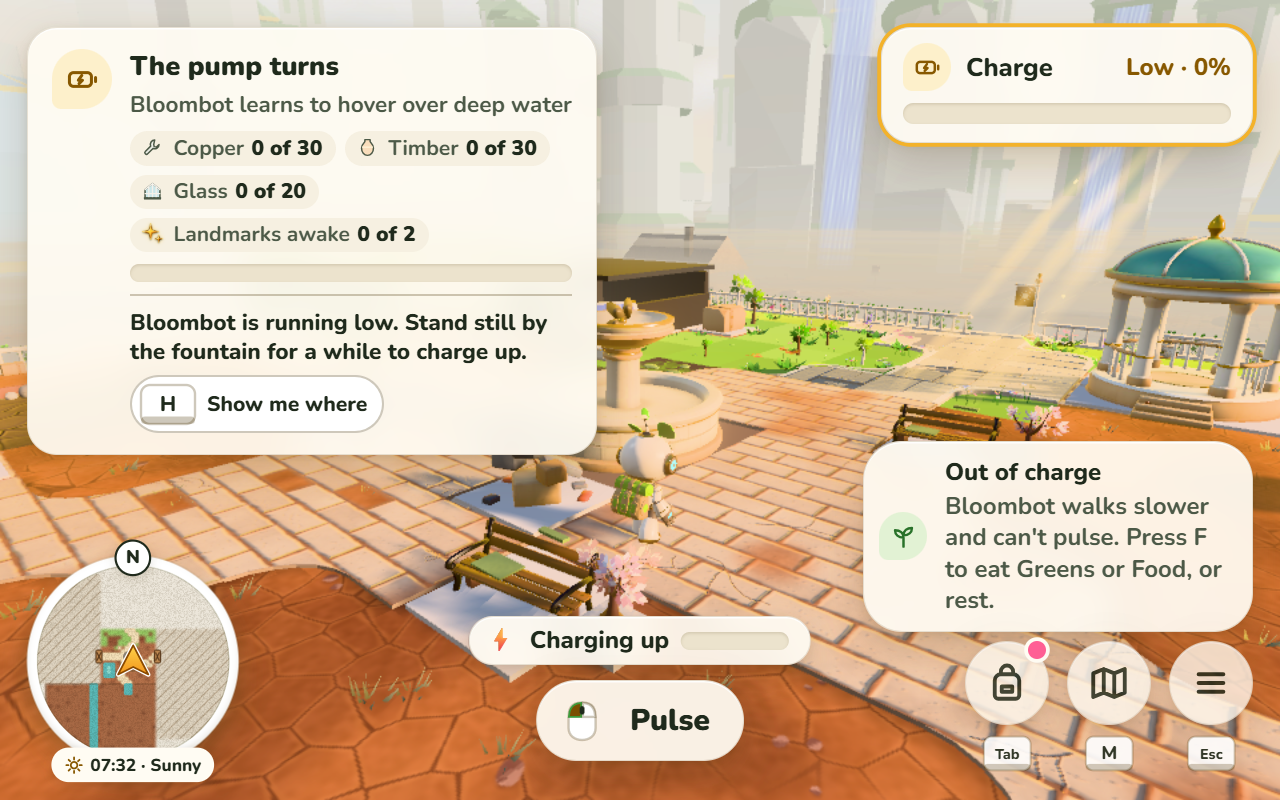 The pump turns
Bloombot learns to hover over deep water
Copper 0 of 30
Timber 0 of 30
Glass 0 of 20
Landmarks awake 0 of 2
Bloombot is running low. Stand still by
the fountain for a while to charge up.
H Show me where
Charge Low · 0%
Out of charge
Bloombot walks slower
and can't pulse. Press F
to eat Greens or Food, or
rest.
N
07:32 · Sunny
Charging up
Pulse
Tab
M
Esc